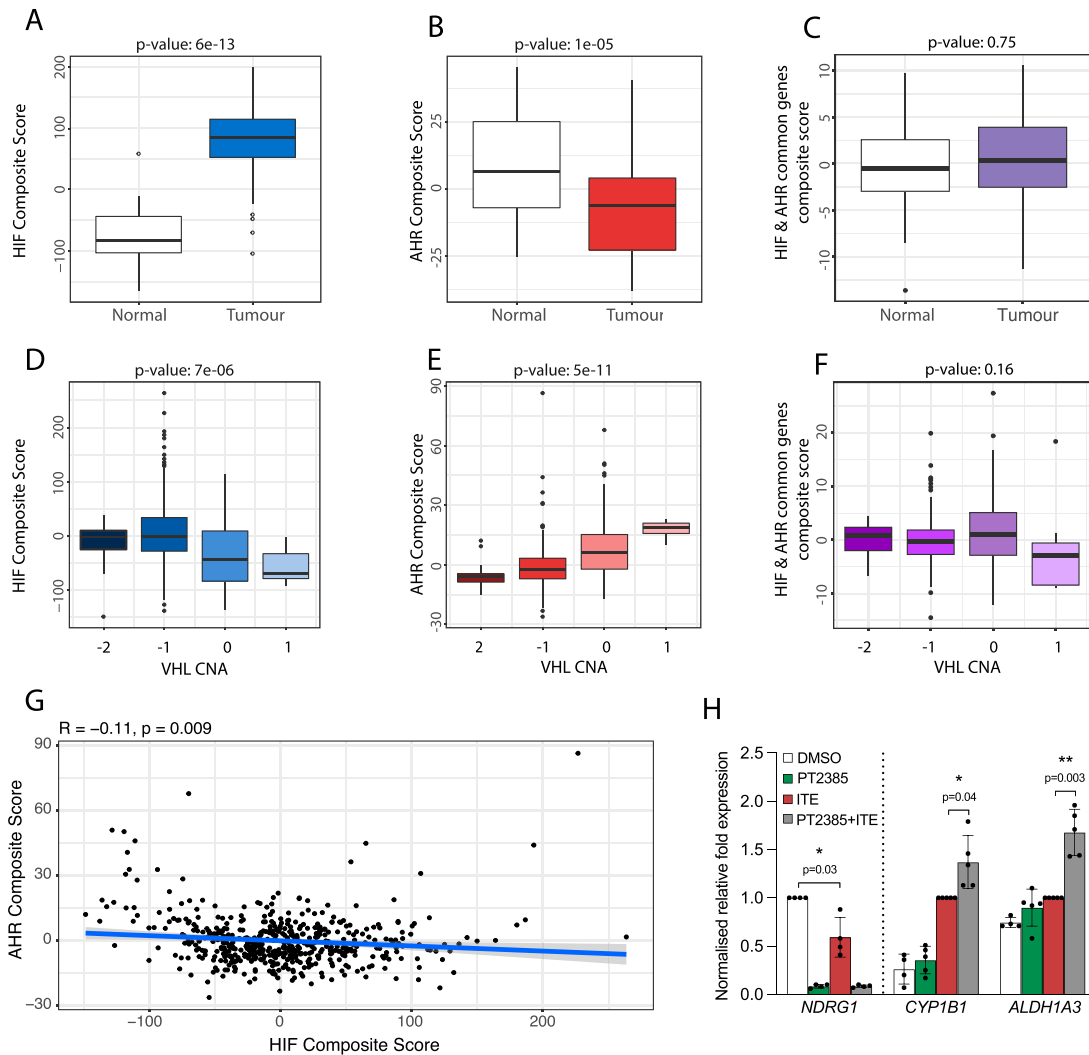 A
p-value: 6e-13
HIF Composite Score
200
100
0
−100
Normal
Tumour
B
p-value: 1e-05
AHR Composite Score
25
0
-25
Normal
Tumour
C
p-value: 0.75
HIF & AHR common genes
composite score
10
5
0
-5
-10
Normal
Tumour
D
p-value: 7e-06
HIF Composite Score
200
100
0
−100
-2
-1
0
1
VHL CNA
E
p-value: 5e-11
AHR Composite Score
90
60
30
0
-30
2
-1
0
1
VHL CNA
F
p-value: 0.16
HIF & AHR common genes
composite score
20
10
0
-10
-2
-1
0
1
VHL CNA
G
R = −0.11, p = 0.009
AHR Composite Score
90
60
30
0
−30
−100
0
100
200
HIF Composite Score
H
Normalised relative fold expression
2.5
2.0
1.5
1.0
0.5
0.0
DMSO
PT2385
ITE
PT2385+ITE
*
p=0.03
*
p=0.04
**
p=0.003
NDRG1
CYP1B1
ALDH1A3